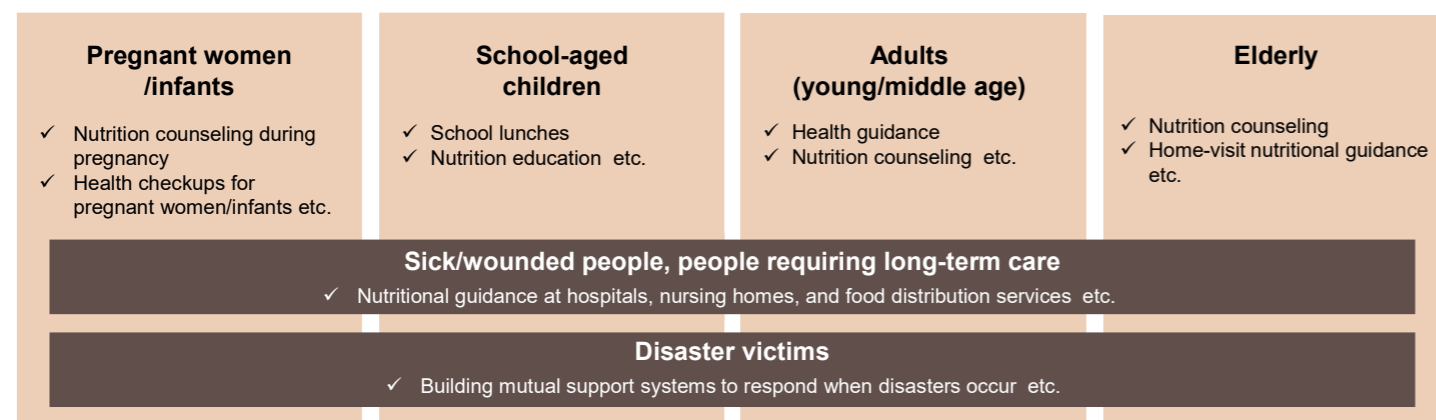 Pregnant women
/infants
✓ Nutrition counseling during
pregnancy
✓ Health checkups for
pregnant women/infants etc.
School-aged
children
✓ School lunches
✓ Nutrition education etc.
Adults
(young/middle age)
✓ Health guidance
✓ Nutrition counseling etc.
Elderly
✓ Nutrition counseling
✓ Home-visit nutritional guidance
etc.
Sick/wounded people, people requiring long-term care
✓ Nutritional guidance at hospitals, nursing homes, and food distribution services etc.
Disaster victims
✓ Building mutual support systems to respond when disasters occur etc.